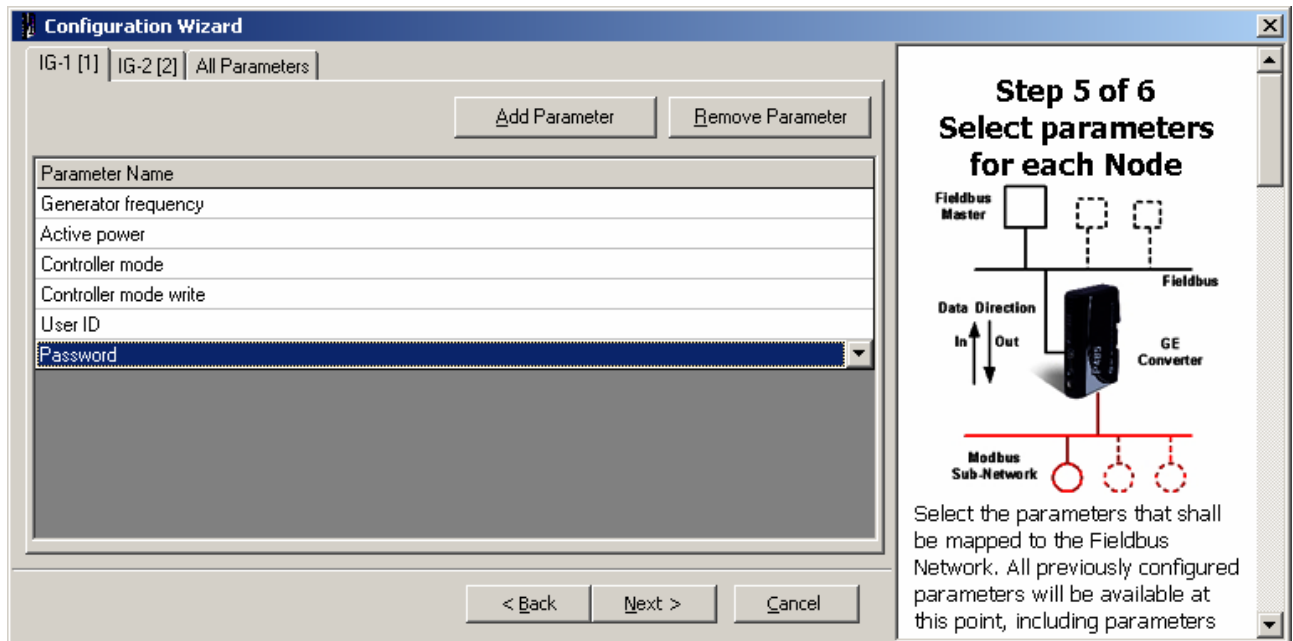 Configuration Wizard
IG-1 [1] IG-2 [2] All Parameters
Add Parameter Remove Parameter
Parameter Name
Generator frequency
Active power
Controller mode
Controller mode write
User ID
Password
< Back Next > Cancel
Step 5 of 6
Select parameters
for each Node
Fieldbus
Master
Fieldbus
Data Direction
In Out
P485
GE
Converter
Modbus
Sub-Network
Select the parameters that shall
be mapped to the Fieldbus
Network. All previously configured
parameters will be available at
this point, including parameters